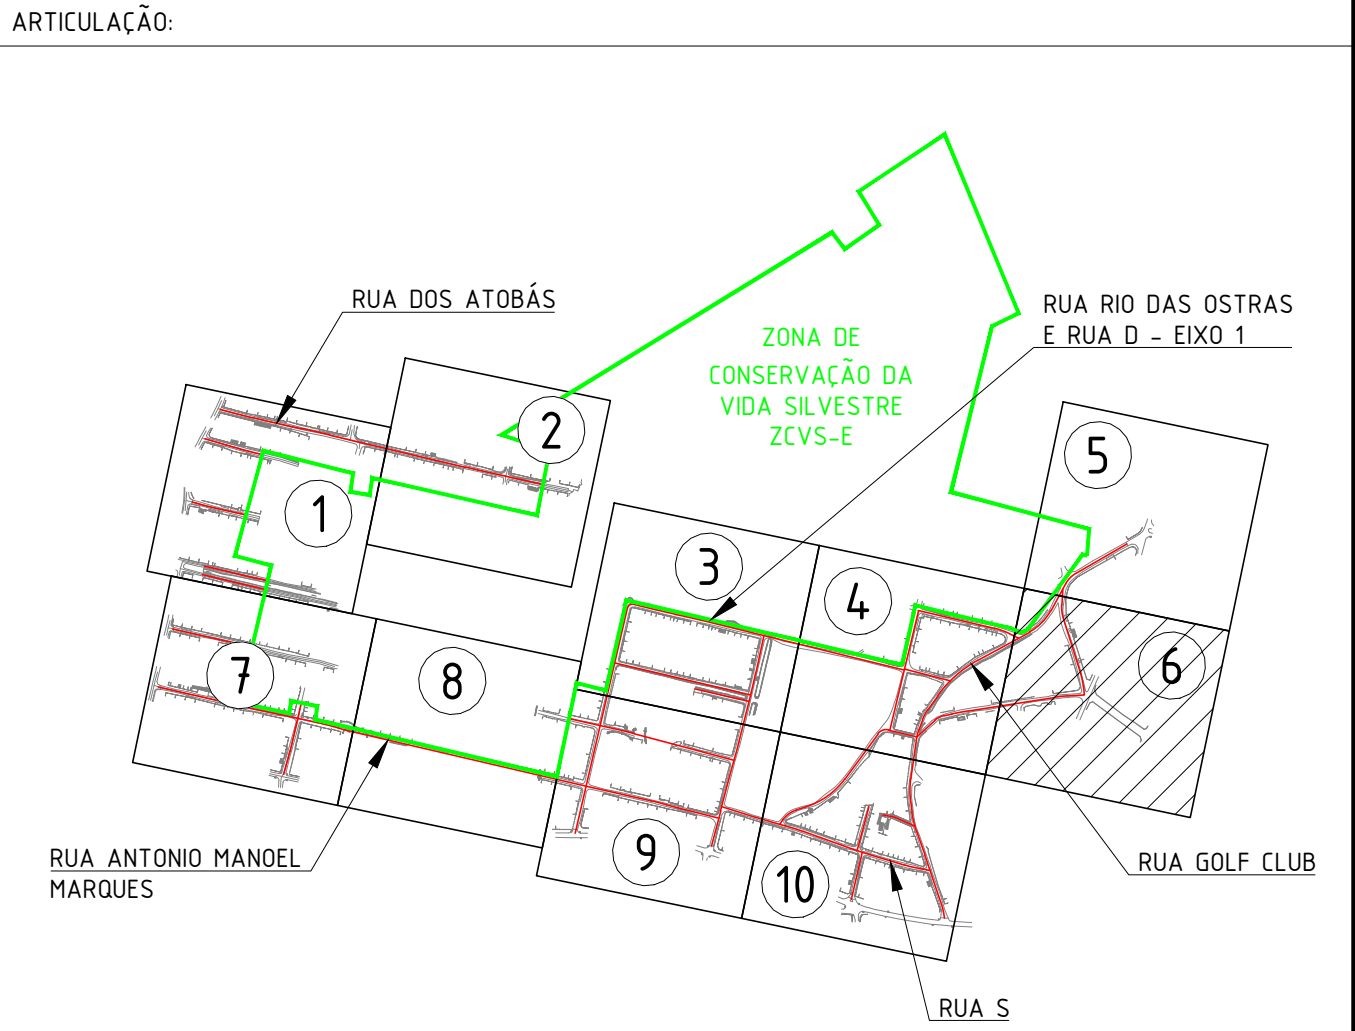 ARTICULAÇÃO:
RUA DOS ATOBÁS
RUA RIO DAS OSTRAS
E RUA D - EIXO 1
ZONA DE
CONSERVAÇÃO DA
VIDA SILVESTRE
ZCVS-E
2
5
1
3
4
6
7
8
9
10
RUA ANTONIO MANOEL
MARQUES
RUA GOLF CLUB
RUA S